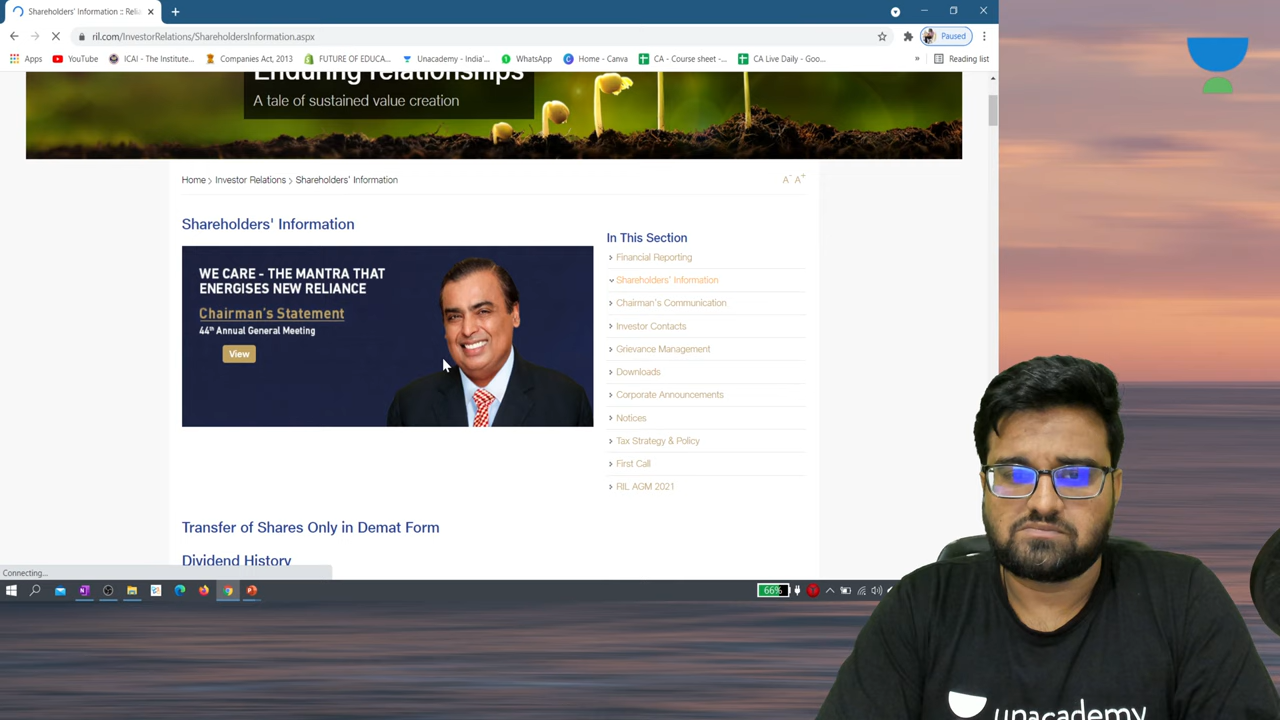 Shareholders' Information :: Reli
ril.com/InvestorRelations/ShareholdersInformation.aspx
Paused
Apps
YouTube
ICAI - The Institute...
Companies Act, 2013
FUTURE OF EDUCA...
Unacademy - India'...
WhatsApp
Home - Canva
CA - Course sheet -...
CA Live Daily - Goo...
»
Reading list
Enduring relationships
A tale of sustained value creation
Home > Investor Relations > Shareholders' Information
A- A+
Shareholders' Information
WE CARE - THE MANTRA THAT
ENERGISES NEW RELIANCE
Chairman's Statement
44th Annual General Meeting
View
In This Section
Financial Reporting
Shareholders' Information
Chairman's Communication
Investor Contacts
Grievance Management
Downloads
Corporate Announcements
Notices
Tax Strategy & Policy
First Call
RIL AGM 2021
Transfer of Shares Only in Demat Form
Dividend History
Connecting...
66%
unacademy